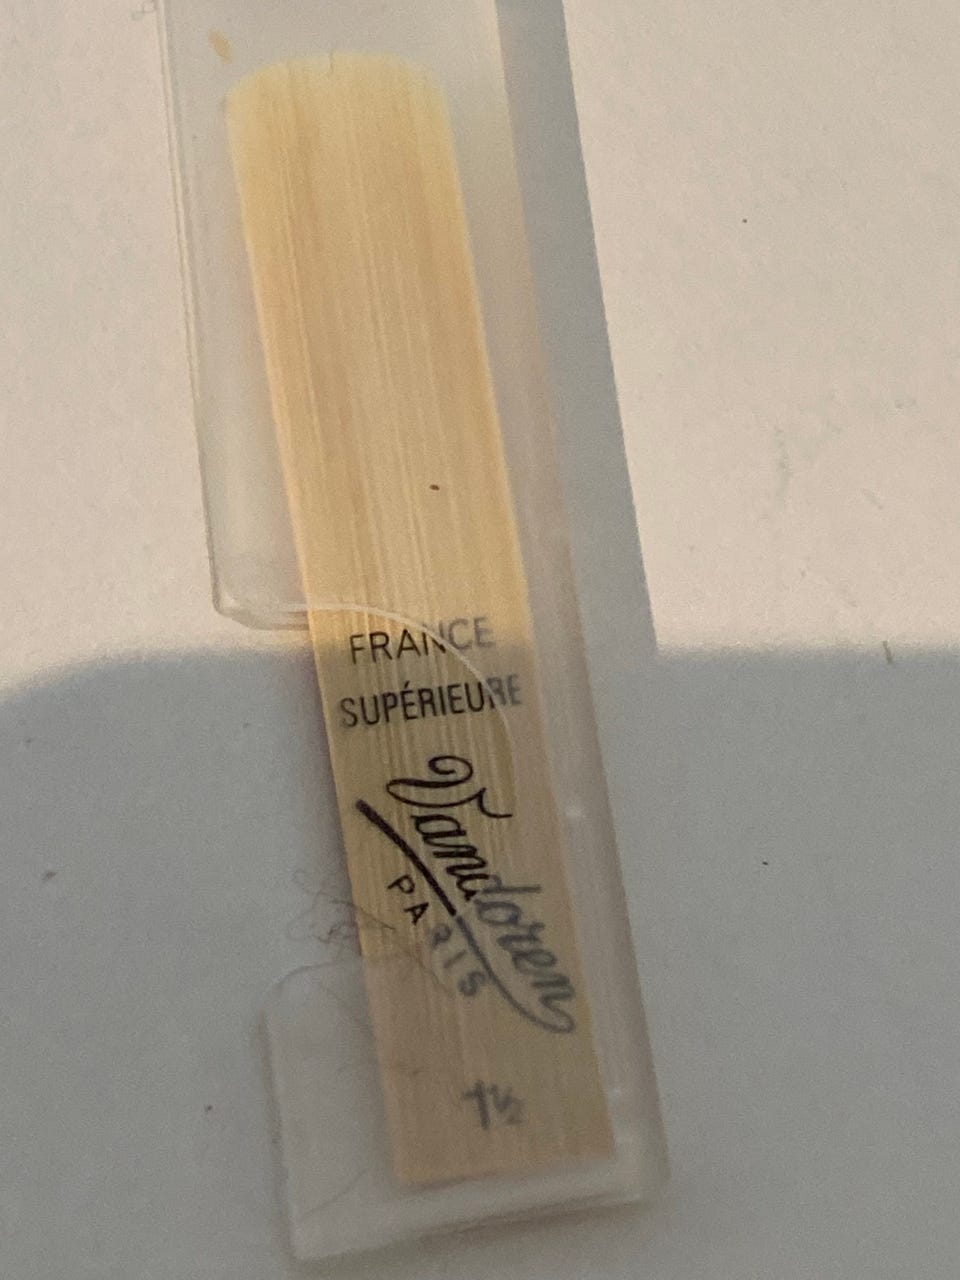 FRANCE
SUPÉRIEURE
Vandoren
PARIS
1½